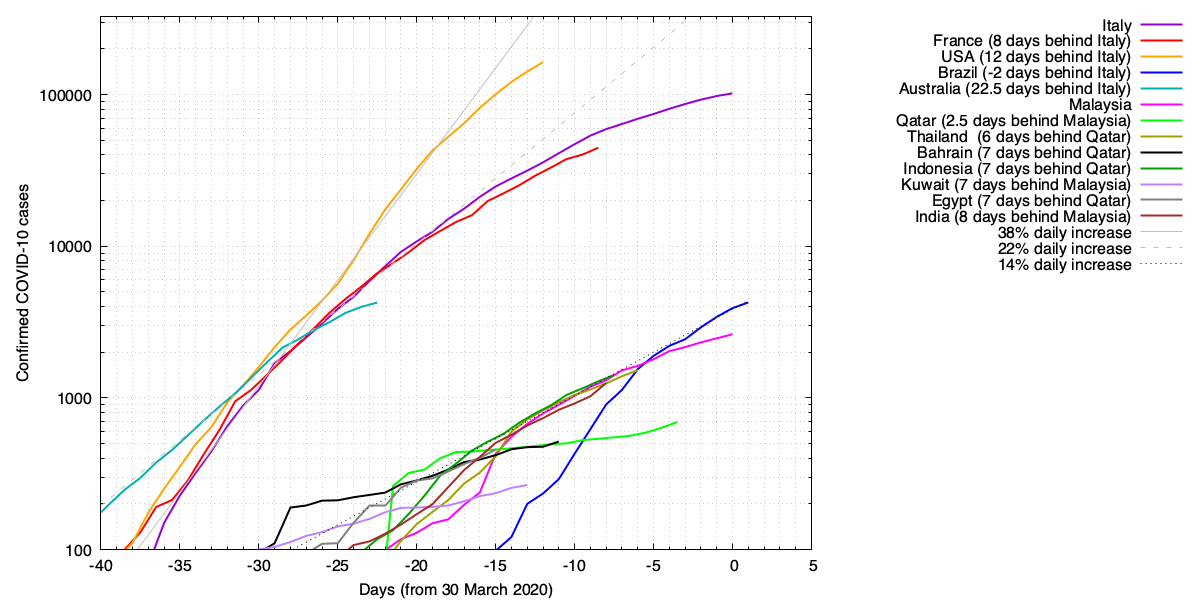 Confirmed COVID-10 cases
100000
10000
1000
100
-40 -35 -30 -25 -20 -15 -10 -5 0 5
Days (from 30 March 2020)
Italy
France (8 days behind Italy)
USA (12 days behind Italy)
Brazil (-2 days behind Italy)
Australia (22.5 days behind Italy)
Malaysia
Qatar (2.5 days behind Malaysia)
Thailand  (6 days behind Qatar)
Bahrain (7 days behind Qatar)
Indonesia (7 days behind Qatar)
Kuwait (7 days behind Malaysia)
Egypt (7 days behind Qatar)
India (8 days behind Malaysia)
38% daily increase
22% daily increase
14% daily increase